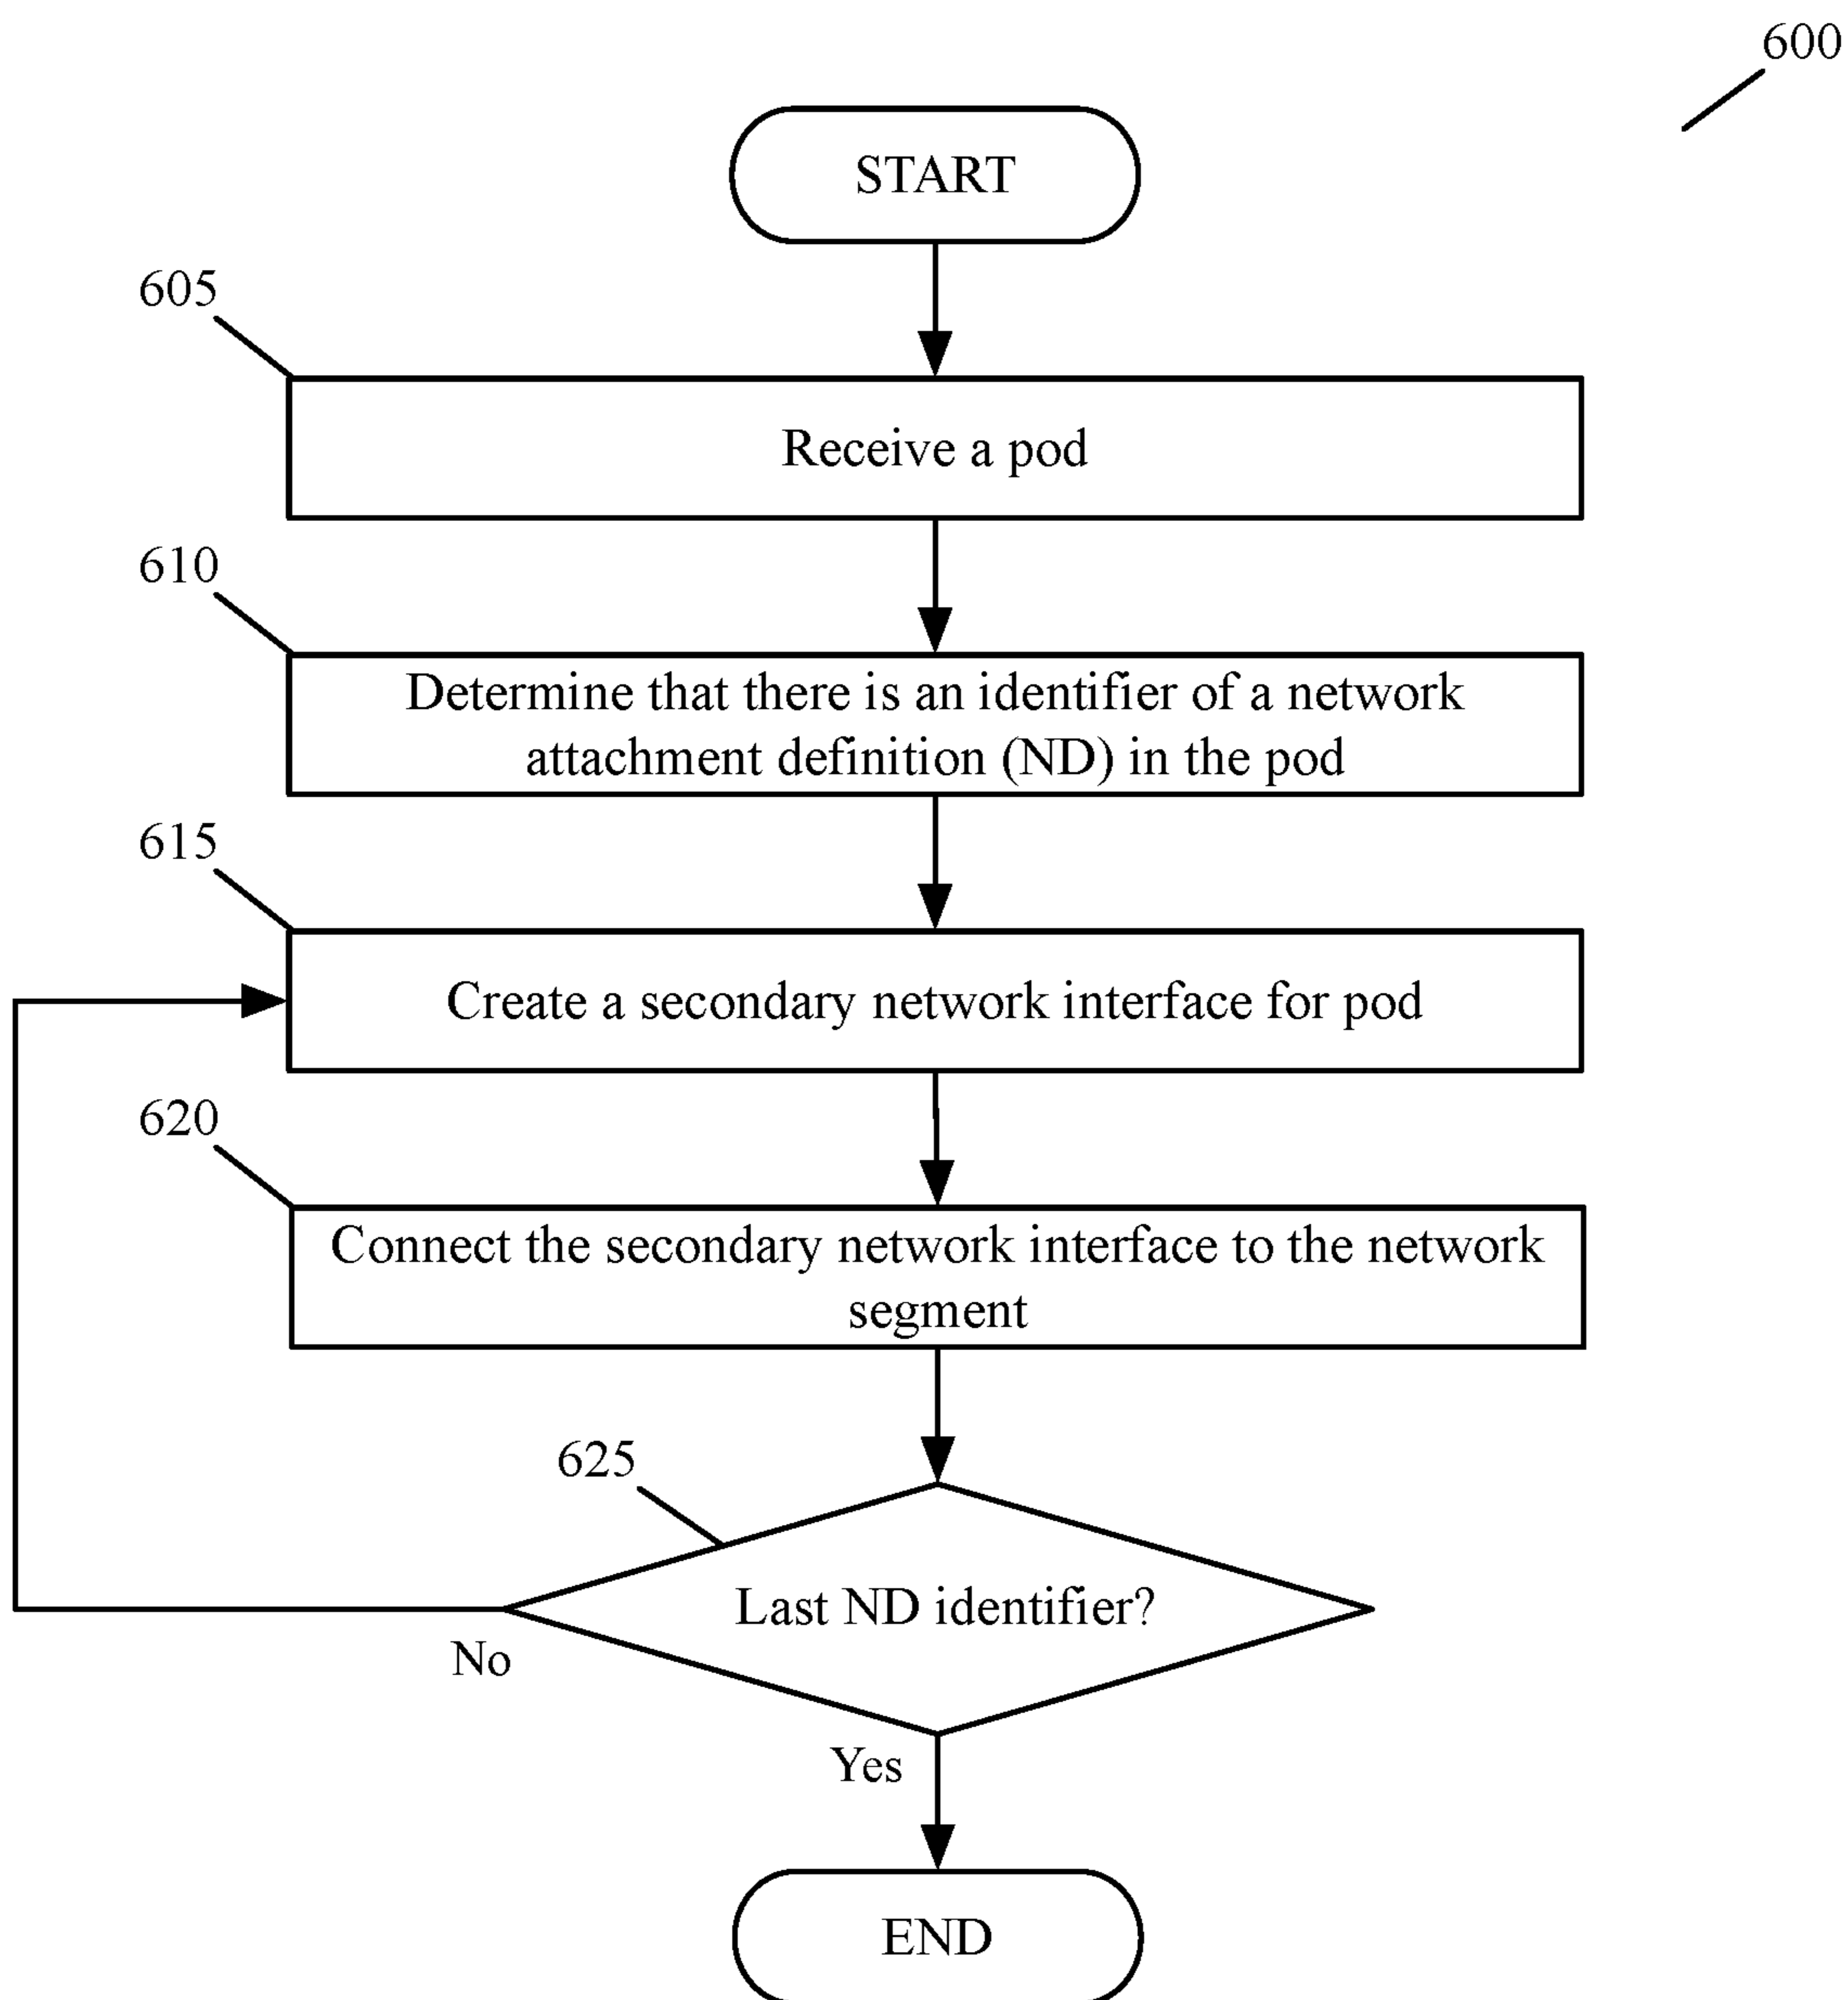 600
START
605
Receive a pod
610
Determine that there is an identifier of a network
attachment definition (ND) in the pod
615
Create a secondary network interface for pod
620
Connect the secondary network interface to the network
segment
625
Last ND identifier?
No
Yes
END